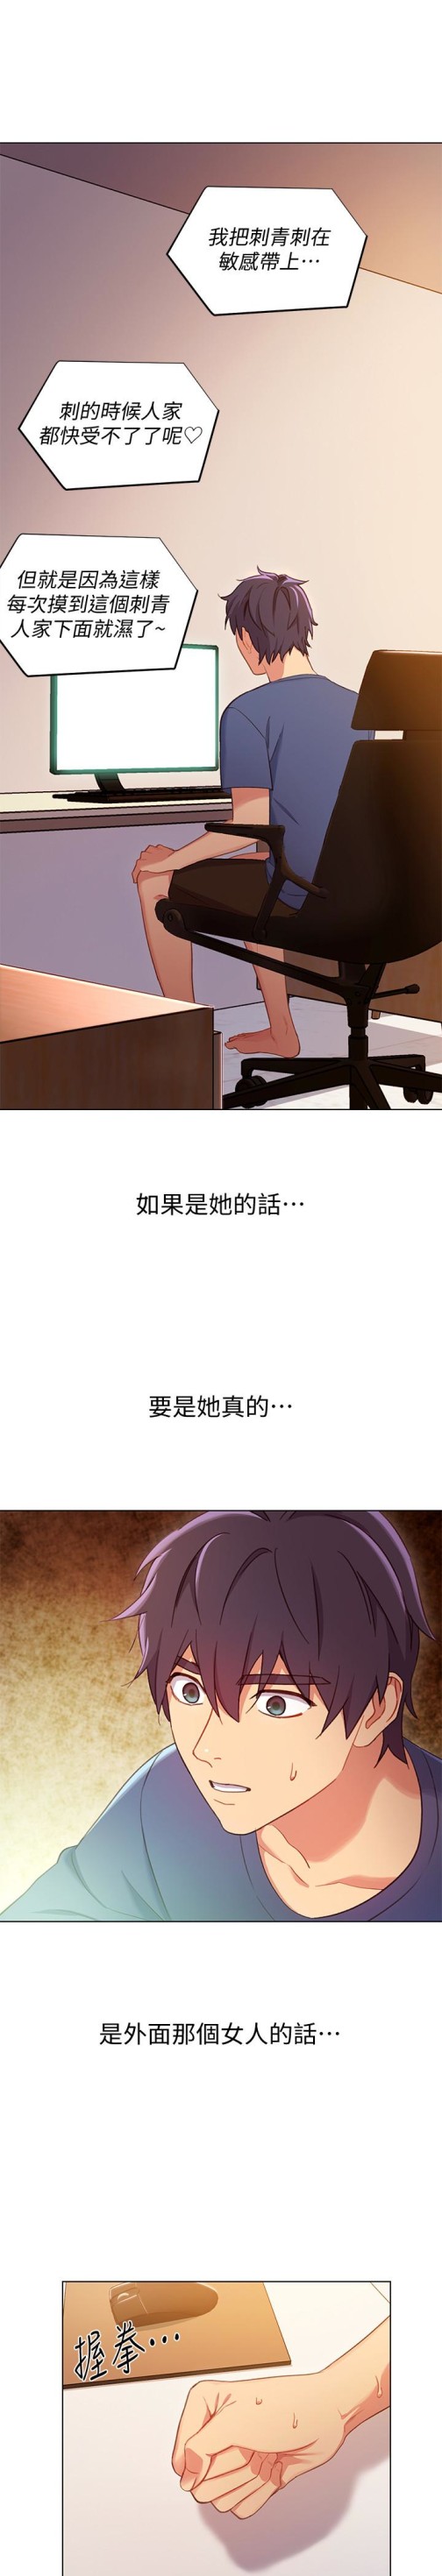 我把刺青刺在
敏感帶上…
刺的時候人家
都快受不了了呢♡
但就是因為這樣
每次摸到這個刺青
人家下面就濕了~
如果是她的話…
要是她真的…
是外面那個女人的話…
握拳…